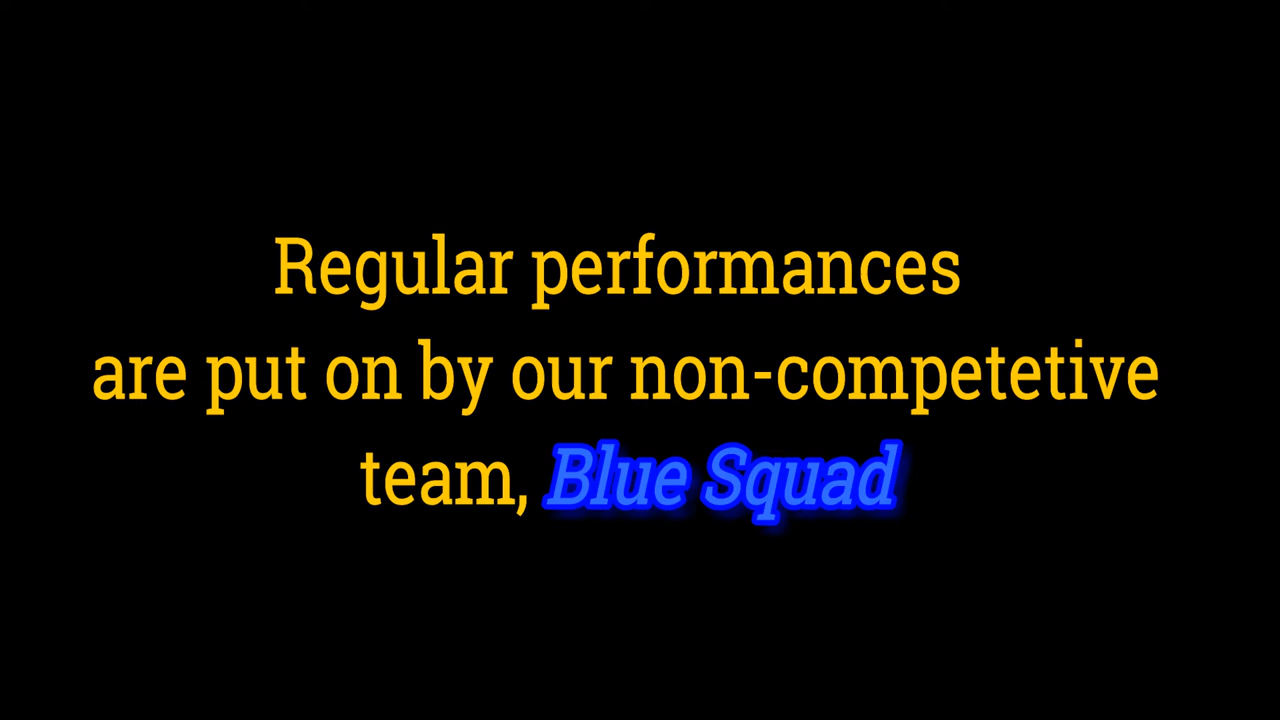 Regular performances
are put on by our non-competetive
team, Blue Squad